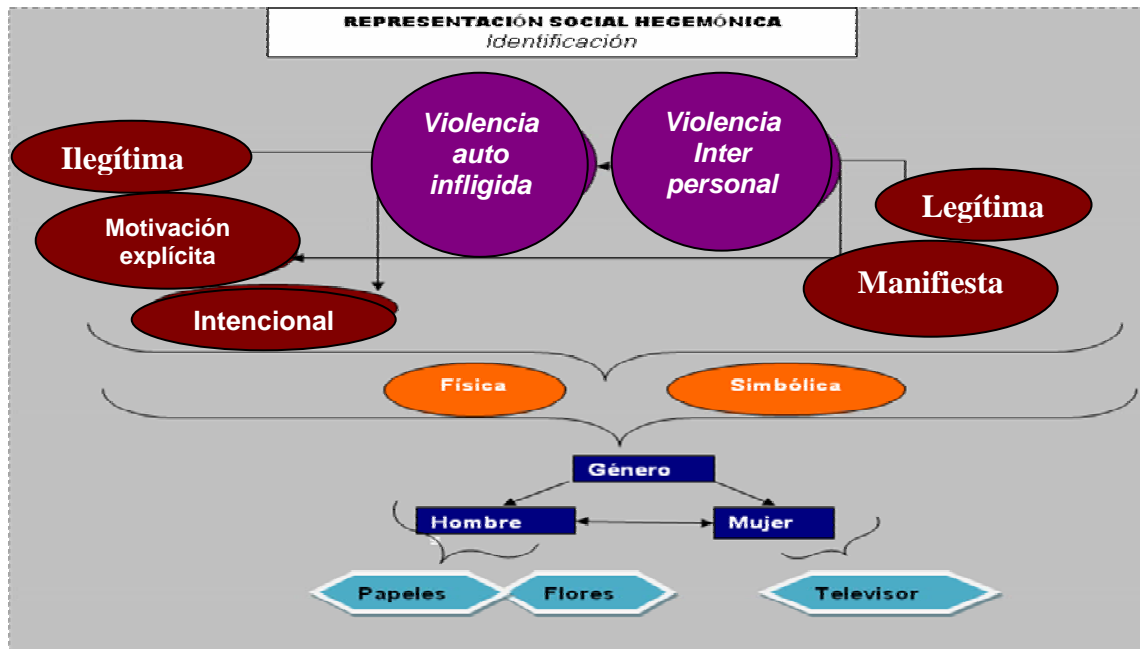 REPRESENTACIÓN SOCIAL HEGEMÓNICA
Identificación
Violencia
auto
infligida
Violencia
Inter
personal
Ilegítima
Legítima
Motivación
explícita
Manifiesta
Intencional
Física
Simbólica
Género
Hombre
s
Mujer
Papeles
Flores
Televisor